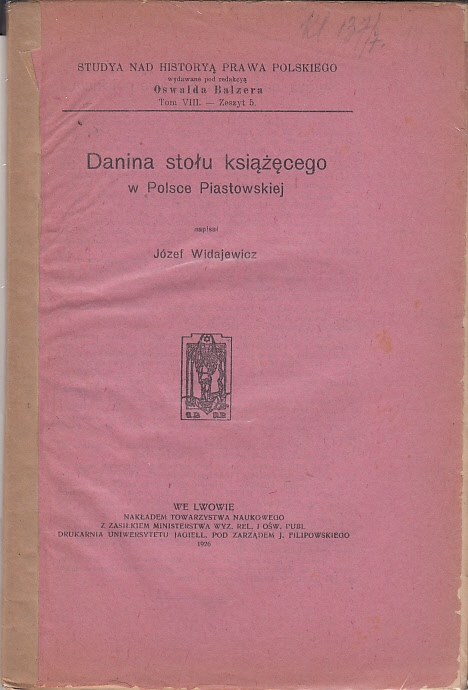 STUDYA NAD HISTORYĄ PRAWA POLSKIEGO
wydawane pod redakcyą
Oswalda Balzera
Tom VIII. — Zeszyt 5.
Danina stołu książęcego
w Polsce Piastowskiej
napisał
Józef Widajewicz
WE LWOWIE
NAKŁADEM TOWARZYSTWA NAUKOWEGO
Z ZASIŁKIEM MINISTERSTWA WYZ. REL. I OŚW. PUBL.
DRUKARNIA UNIWERSYTETU JAGIELL. POD ZARZĄDEM J. FILIPOWSKIEGO
1926